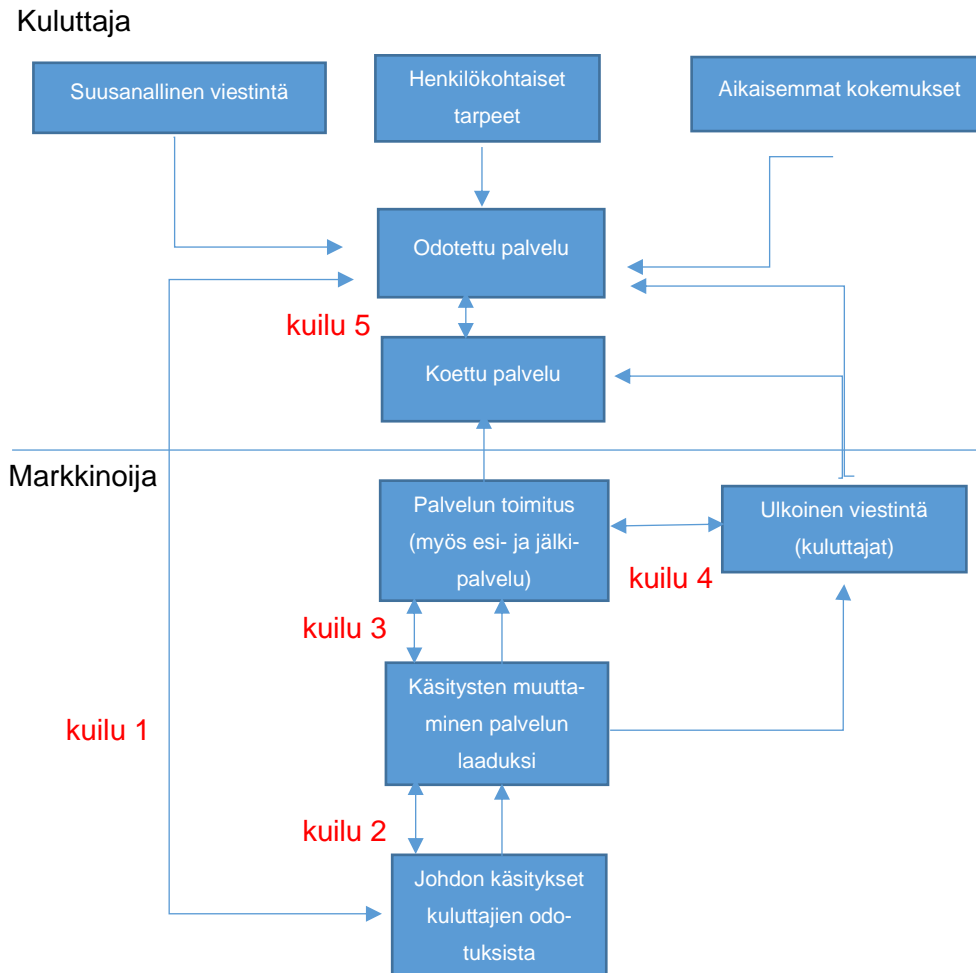 Kuluttaja
Suusanallinen viestintä
Henkilökohtaiset
tarpeet
Aikaisemmat kokemukset
Odotettu palvelu
kuilu 5
Koettu palvelu
Markkinoija
Palvelun toimitus
(myös esi- ja jälki-
palvelu)
Ulkoinen viestintä
(kuluttajat)
kuilu 4
kuilu 3
Käsitysten muutta-
minen palvelun
laaduksi
kuilu 1
kuilu 2
Johdon käsitykset
kuluttajien odo-
tuksista